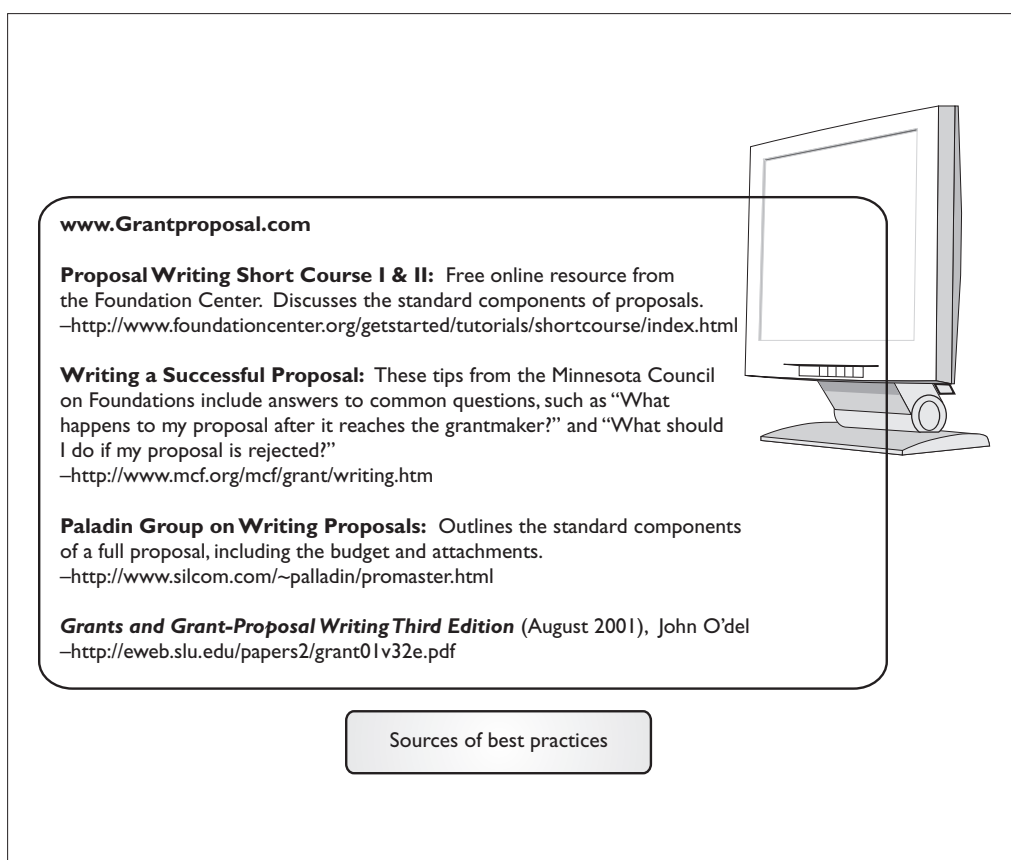 www.Grantproposal.com
Proposal Writing Short Course I & II: Free online resource from
the Foundation Center. Discusses the standard components of proposals.
–http://www.foundationcenter.org/getstarted/tutorials/shortcourse/index.html
Writing a Successful Proposal: These tips from the Minnesota Council
on Foundations include answers to common questions, such as “What
happens to my proposal after it reaches the grantmaker?” and “What should
I do if my proposal is rejected?”
–http://www.mcf.org/mcf/grant/writing.htm
Paladin Group on Writing Proposals: Outlines the standard components
of a full proposal, including the budget and attachments.
–http://www.silcom.com/~palladin/promaster.html
Grants and Grant-Proposal Writing Third Edition (August 2001), John O’del
–http://eweb.slu.edu/papers2/grant01v32e.pdf
Sources of best practices